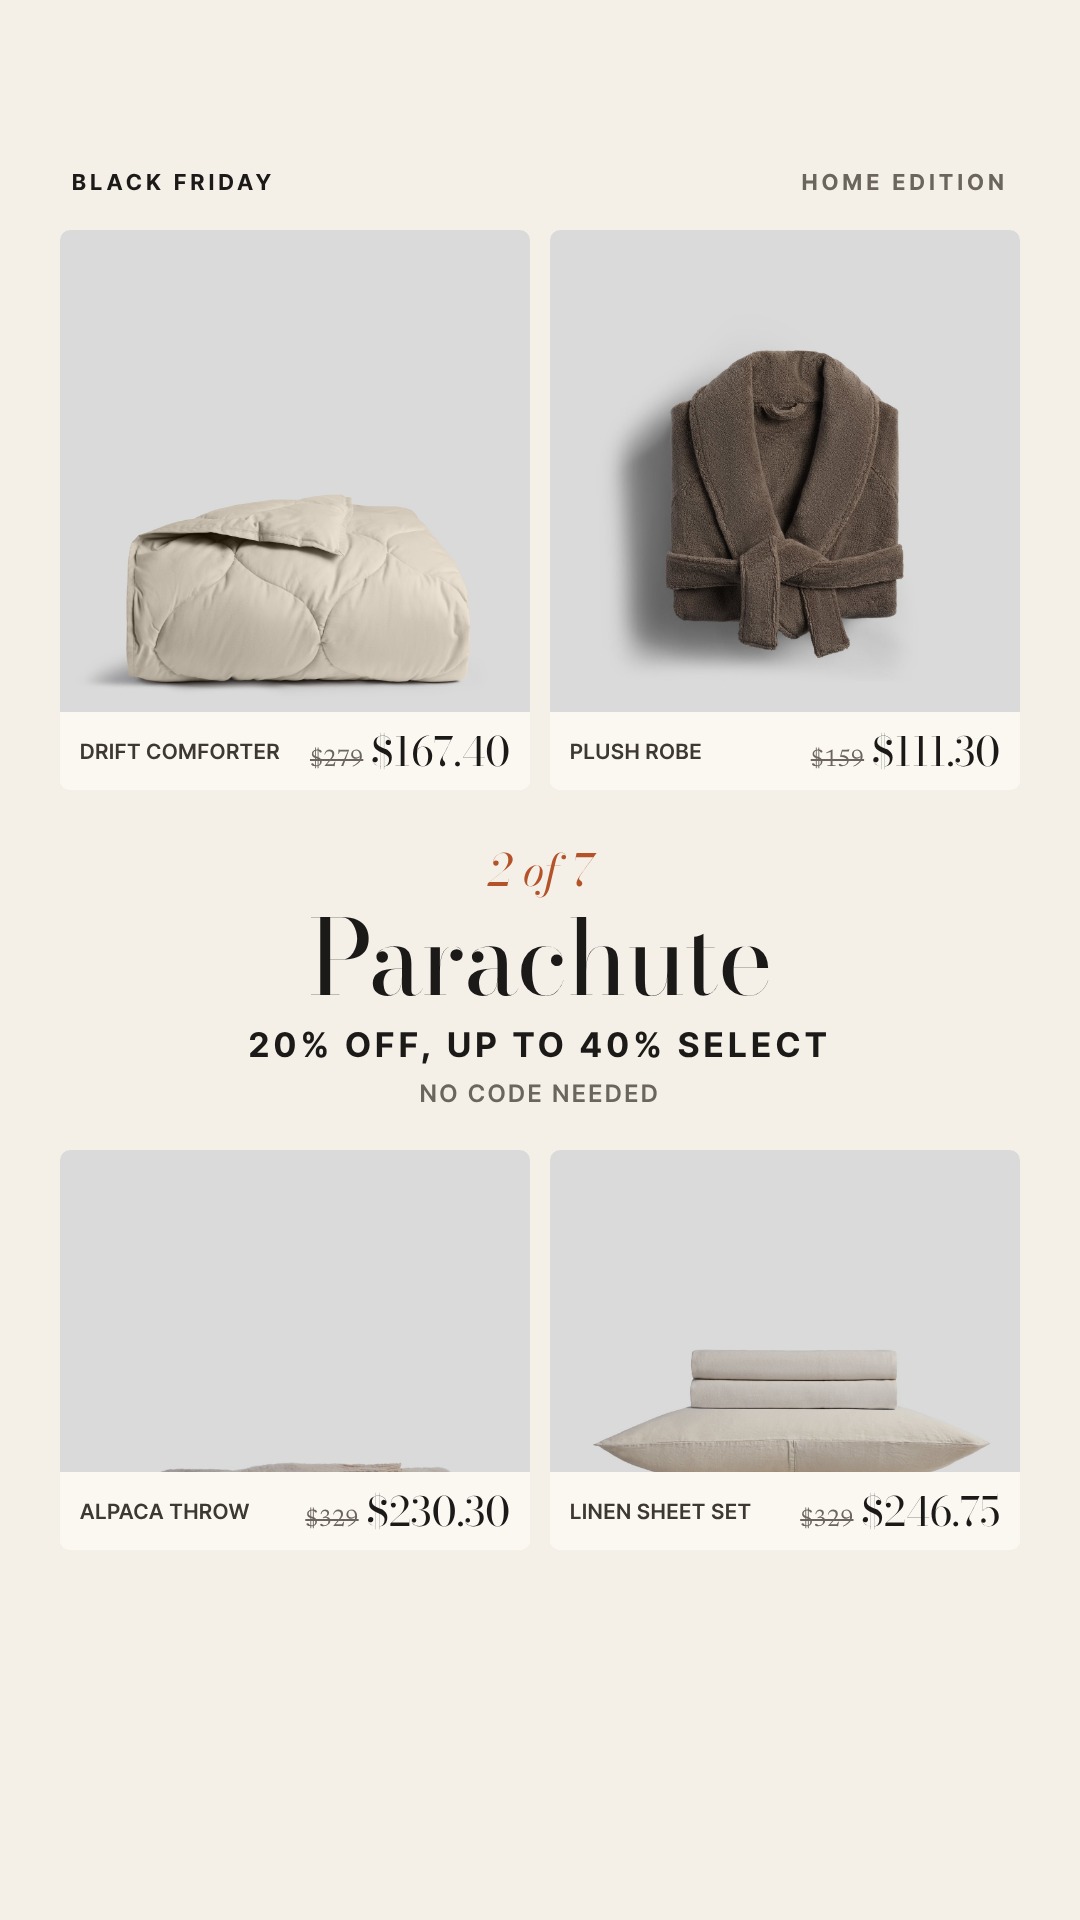 BLACK FRIDAY
HOME EDITION
DRIFT COMFORTER $279 $167.40
PLUSH ROBE $159 $111.30
2 of 7
Parachute
20% OFF, UP TO 40% SELECT
NO CODE NEEDED
ALPACA THROW $329 $230.30
LINEN SHEET SET $329 $246.75